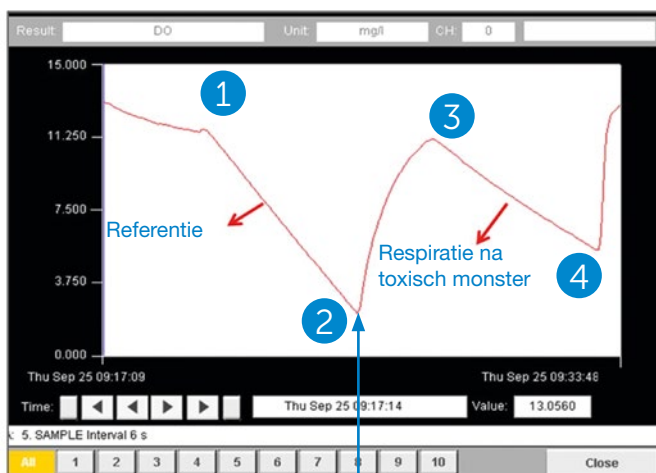 Result: DO Unit: mg/l CH: 0
15.000
1
3
11.250
7.500
Referentie
Respiratie na
toxisch monster
3.750
4
2
0.000
Thu Sep 25 09:17:09 Thu Sep 25 09:33:48
Time: Thu Sep 25 09:17:14 Value: 13.0560
5. SAMPLE Interval 6 s
All 1 2 3 4 5 6 7 8 9 10 Close